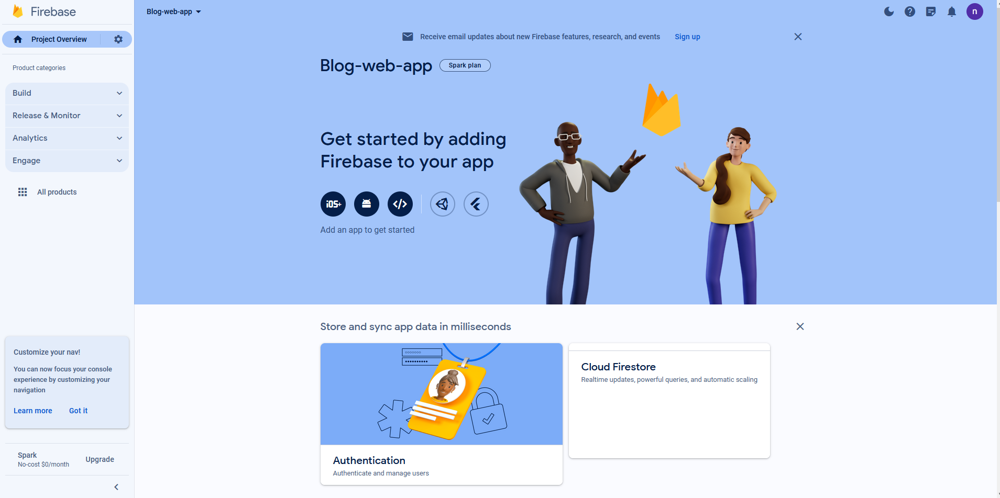 Firebase
Project Overview
Product categories
Build
Release & Monitor
Analytics
Engage
All products
Customize your nav!
You can now focus your console
experience by customizing your
navigation
Learn more Got it
Spark
No-cost $0/month
Upgrade
Blog-web-app
n
Receive email updates about new Firebase features, research, and events Sign up
Blog-web-app
Spark plan
Get started by adding
Firebase to your app
iOS+
Add an app to get started
Store and sync app data in milliseconds
Authentication
Authenticate and manage users
Cloud Firestore
Realtime updates, powerful queries, and automatic scaling